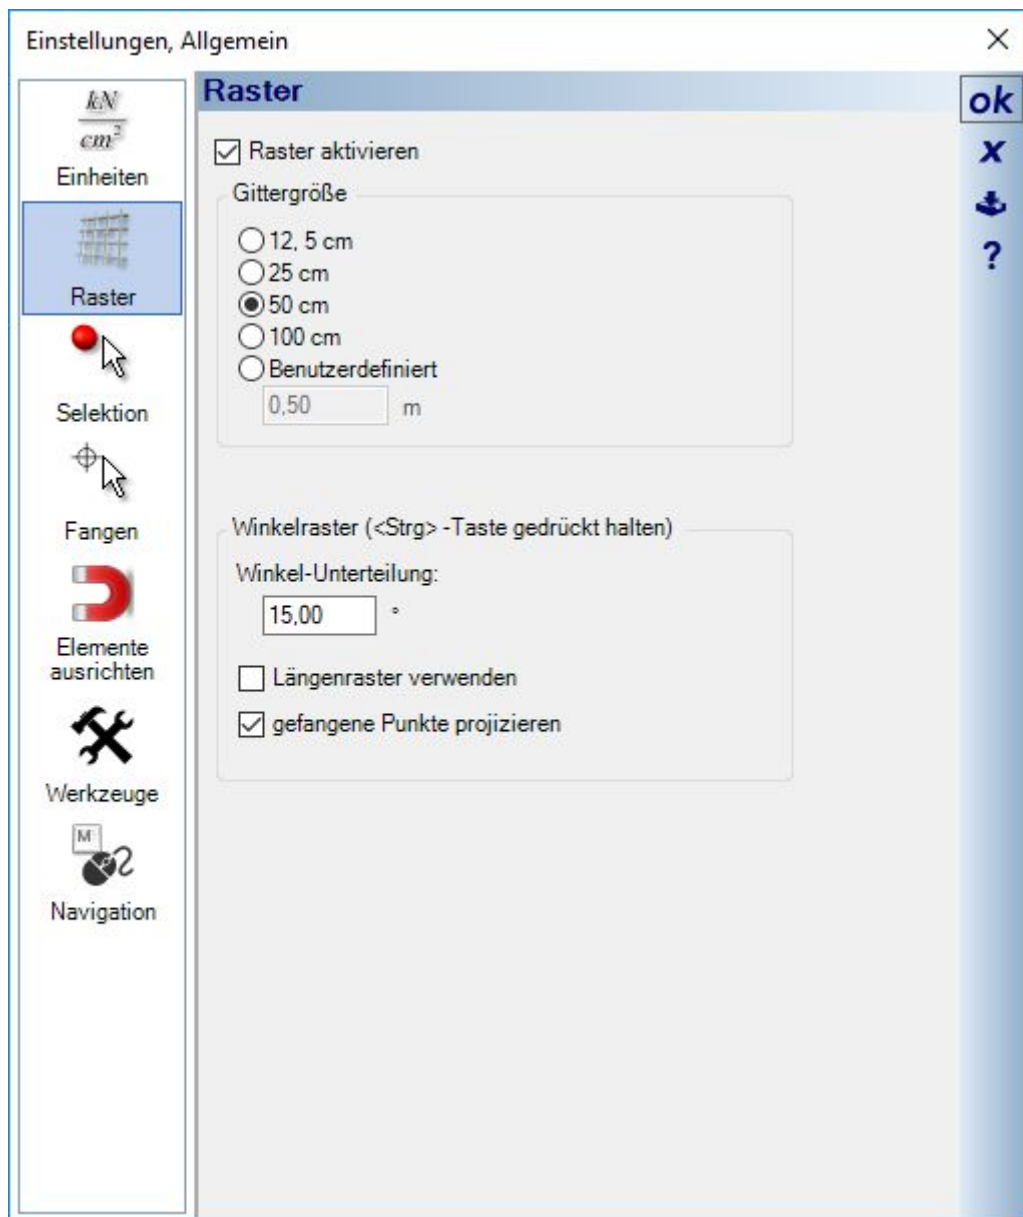 Einstellungen, Allgemein
kN
cm²
Einheiten
Raster
Selektion
Fangen
Elemente
ausrichten
Werkzeuge
M
Navigation
Raster
Raster aktivieren
Gittergröße
12, 5 cm
25 cm
50 cm
100 cm
Benutzerdefiniert
0,50 m
Winkelraster (<Strg> -Taste gedrückt halten)
Winkel-Unterteilung:
15,00 °
Längenraster verwenden
gefangene Punkte projizieren
ok
x
?